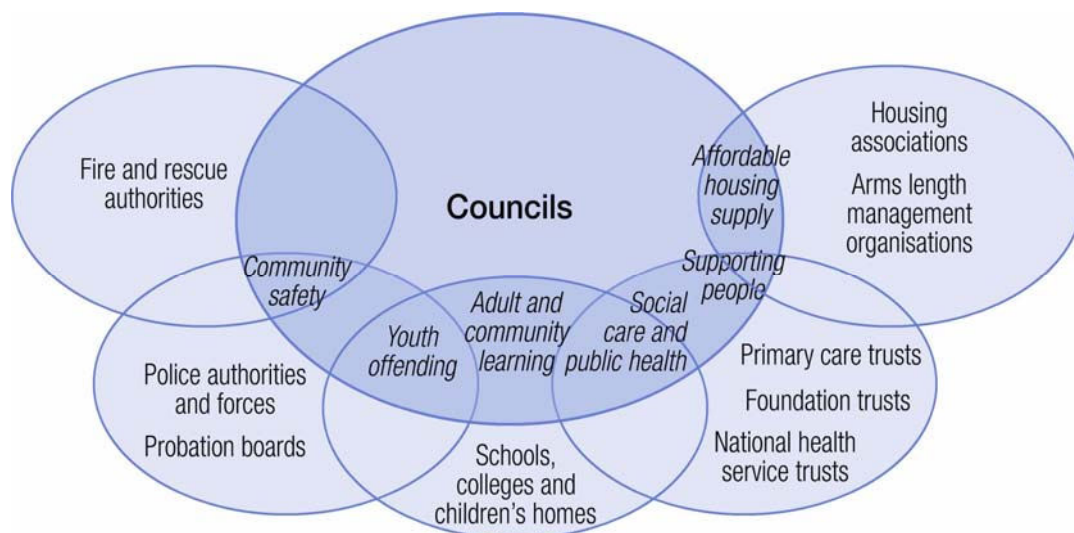 Fire and rescue
authorities
Councils
Affordable
housing
supply
Housing
associations
Arms length
management
organisations
Community
safety
Supporting
people
Youth
offending
Adult and
community
learning
Social
care and
public health
Police authorities
and forces
Probation boards
Schools,
colleges and
children's homes
Primary care trusts
Foundation trusts
National health
service trusts